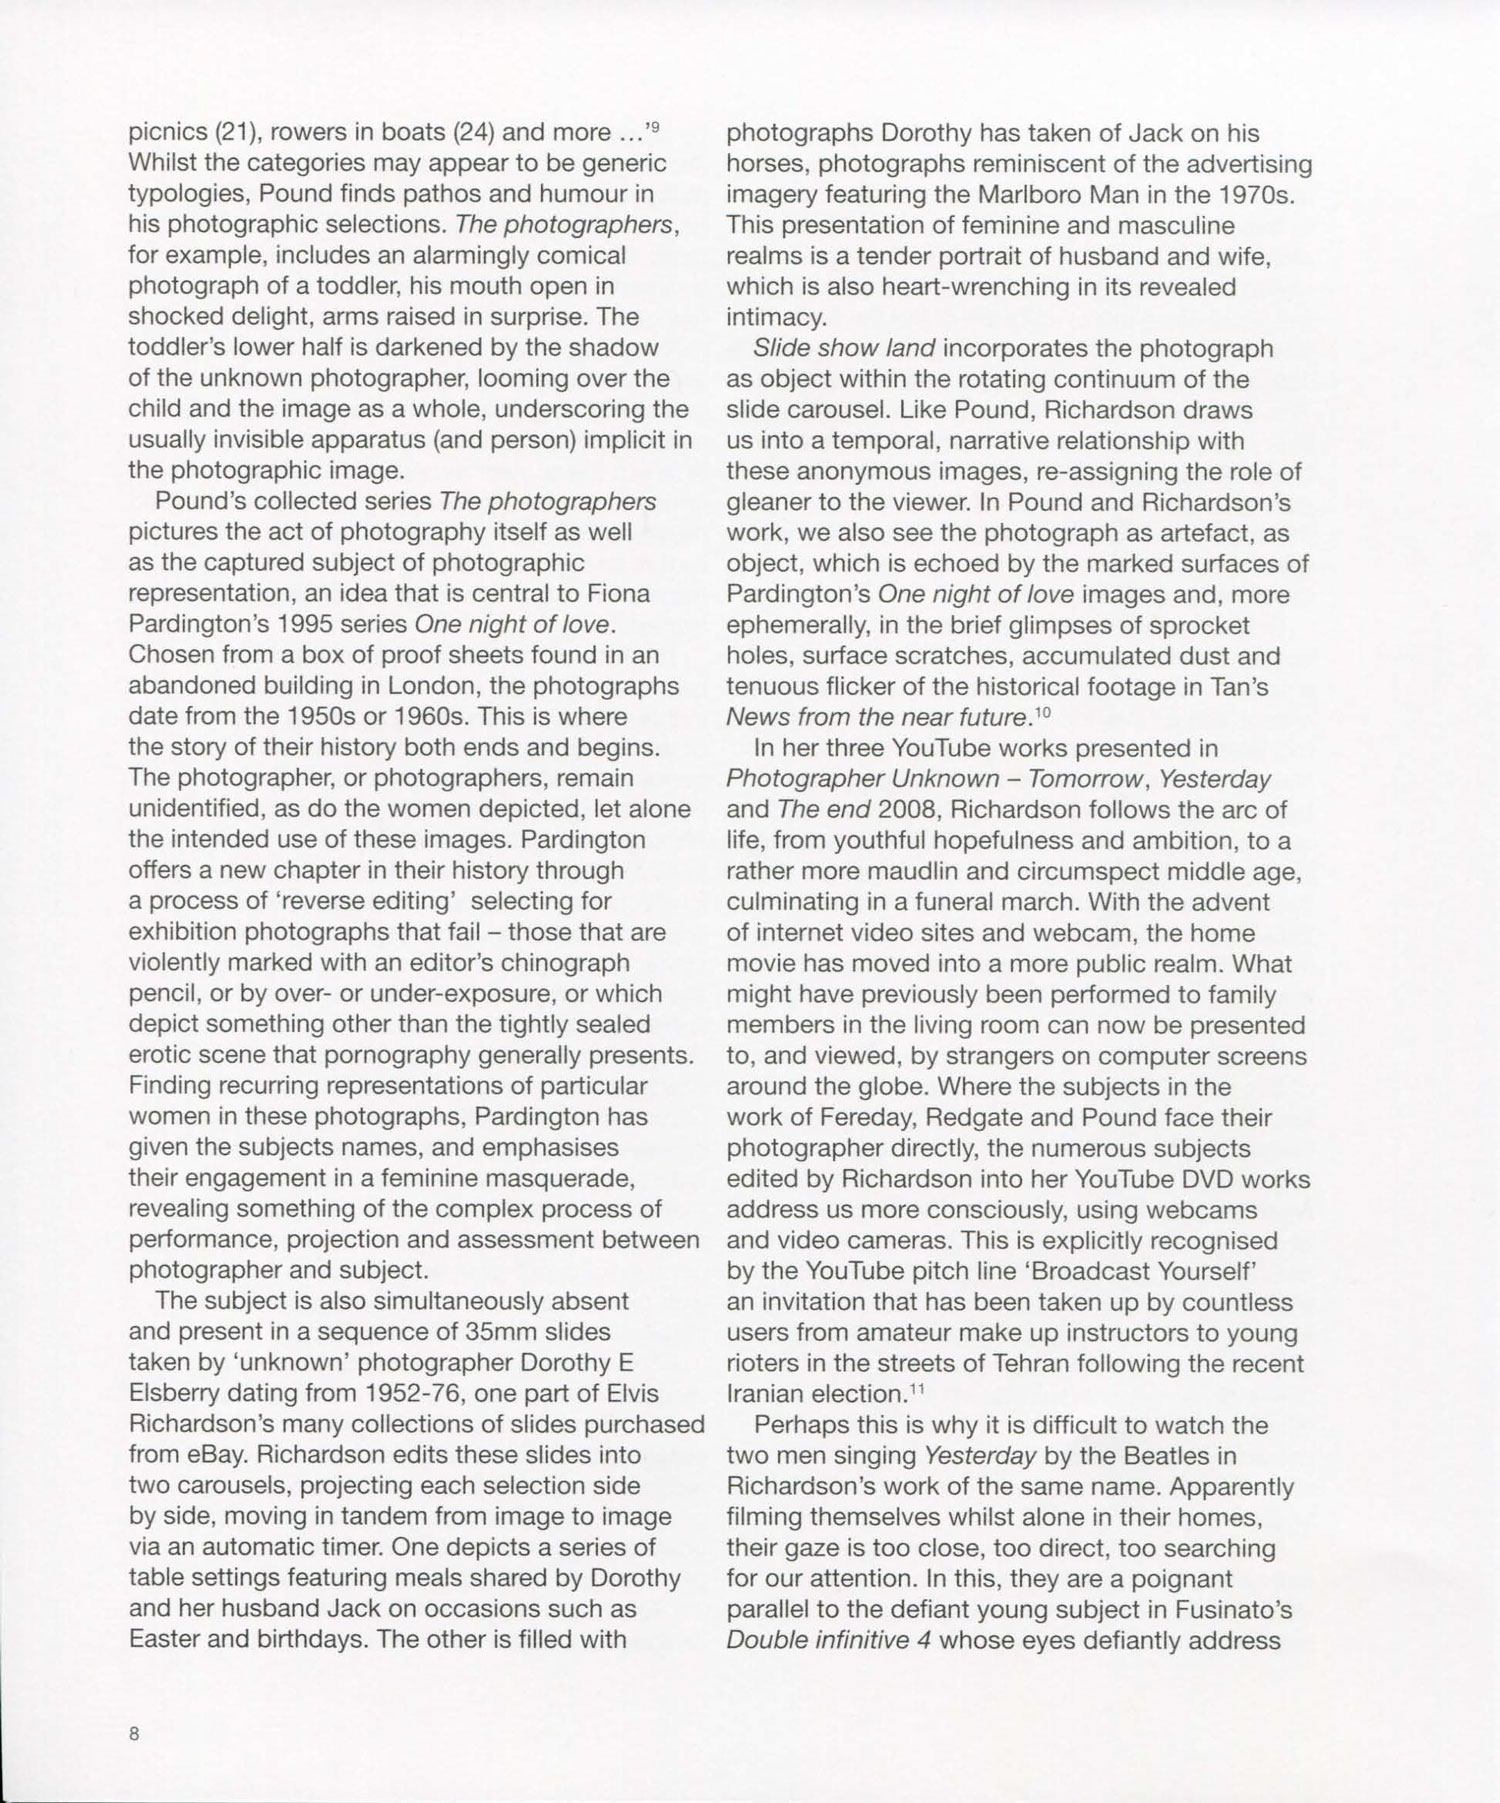 picnics (21), rowers in boats (24) and more …’⁹
Whilst the categories may appear to be generic
typologies, Pound finds pathos and humour in
his photographic selections. The photographers,
for example, includes an alarmingly comical
photograph of a toddler, his mouth open in
shocked delight, arms raised in surprise. The
toddler’s lower half is darkened by the shadow
of the unknown photographer, looming over the
child and the image as a whole, underscoring the
usually invisible apparatus (and person) implicit in
the photographic image.
Pound’s collected series The photographers
pictures the act of photography itself as well
as the captured subject of photographic
representation, an idea that is central to Fiona
Pardington’s 1995 series One night of love.
Chosen from a box of proof sheets found in an
abandoned building in London, the photographs
date from the 1950s or 1960s. This is where
the story of their history both ends and begins.
The photographer, or photographers, remain
unidentified, as do the women depicted, let alone
the intended use of these images. Pardington
offers a new chapter in their history through
a process of ‘reverse editing’ selecting for
exhibition photographs that fail – those that are
violently marked with an editor’s chinograph
pencil, or by over- or under-exposure, or which
depict something other than the tightly sealed
erotic scene that pornography generally presents.
Finding recurring representations of particular
women in these photographs, Pardington has
given the subjects names, and emphasises
their engagement in a feminine masquerade,
revealing something of the complex process of
performance, projection and assessment between
photographer and subject.
The subject is also simultaneously absent
and present in a sequence of 35mm slides
taken by ‘unknown’ photographer Dorothy E
Elsberry dating from 1952-76, one part of Elvis
Richardson’s many collections of slides purchased
from eBay. Richardson edits these slides into
two carousels, projecting each selection side
by side, moving in tandem from image to image
via an automatic timer. One depicts a series of
table settings featuring meals shared by Dorothy
and her husband Jack on occasions such as
Easter and birthdays. The other is filled with
photographs Dorothy has taken of Jack on his
horses, photographs reminiscent of the advertising
imagery featuring the Marlboro Man in the 1970s.
This presentation of feminine and masculine
realms is a tender portrait of husband and wife,
which is also heart-wrenching in its revealed
intimacy.
Slide show land incorporates the photograph
as object within the rotating continuum of the
slide carousel. Like Pound, Richardson draws
us into a temporal, narrative relationship with
these anonymous images, re-assigning the role of
gleaner to the viewer. In Pound and Richardson’s
work, we also see the photograph as artefact, as
object, which is echoed by the marked surfaces of
Pardington’s One night of love images and, more
ephemerally, in the brief glimpses of sprocket
holes, surface scratches, accumulated dust and
tenuous flicker of the historical footage in Tan’s
News from the near future.¹⁰
In her three YouTube works presented in
Photographer Unknown – Tomorrow, Yesterday
and The end 2008, Richardson follows the arc of
life, from youthful hopefulness and ambition, to a
rather more maudlin and circumspect middle age,
culminating in a funeral march. With the advent
of internet video sites and webcam, the home
movie has moved into a more public realm. What
might have previously been performed to family
members in the living room can now be presented
to, and viewed, by strangers on computer screens
around the globe. Where the subjects in the
work of Fereday, Redgate and Pound face their
photographer directly, the numerous subjects
edited by Richardson into her YouTube DVD works
address us more consciously, using webcams
and video cameras. This is explicitly recognised
by the YouTube pitch line ‘Broadcast Yourself’
an invitation that has been taken up by countless
users from amateur make up instructors to young
rioters in the streets of Tehran following the recent
Iranian election.¹¹
Perhaps this is why it is difficult to watch the
two men singing Yesterday by the Beatles in
Richardson’s work of the same name. Apparently
filming themselves whilst alone in their homes,
their gaze is too close, too direct, too searching
for our attention. In this, they are a poignant
parallel to the defiant young subject in Fusinato’s
Double infinitive 4 whose eyes defiantly address
8